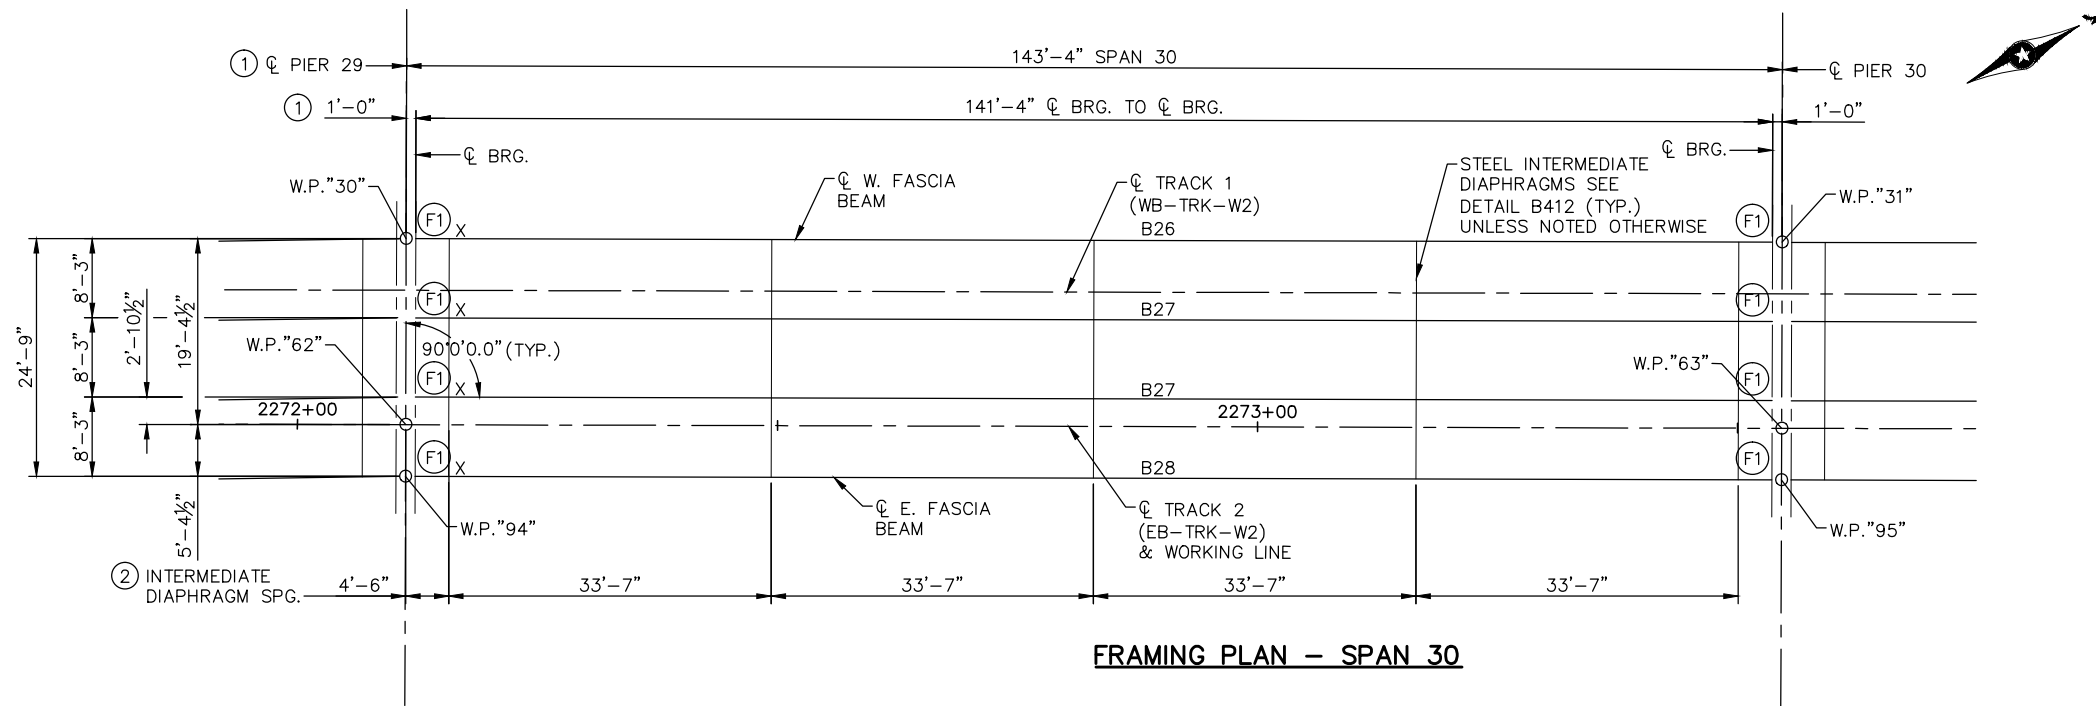 143'-4" SPAN 30
1 ℄ PIER 29
℄ PIER 30
1 1'-0"
141'-4" ℄ BRG. TO ℄ BRG.
1'-0"
℄ BRG.
℄ BRG.
STEEL INTERMEDIATE
DIAPHRAGMS SEE
DETAIL B412 (TYP.)
UNLESS NOTED OTHERWISE
W.P."30"
℄ W. FASCIA
BEAM
℄ TRACK 1
(WB-TRK-W2)
W.P."31"
F1
X
B26
F1
24'-9"
8'-3"
8'-3"
8'-3"
2'-10½"
19'-4½"
5'-4½"
F1
X
B27
F1
W.P."62"
90°0'0.0" (TYP.)
W.P."63"
F1
X
B27
F1
2272+00
2273+00
F1
X
B28
F1
W.P."94"
℄ E. FASCIA
BEAM
℄ TRACK 2
(EB-TRK-W2)
& WORKING LINE
W.P."95"
2 INTERMEDIATE
DIAPHRAGM SPG.
4'-6"
33'-7"
33'-7"
33'-7"
33'-7"
FRAMING PLAN - SPAN 30